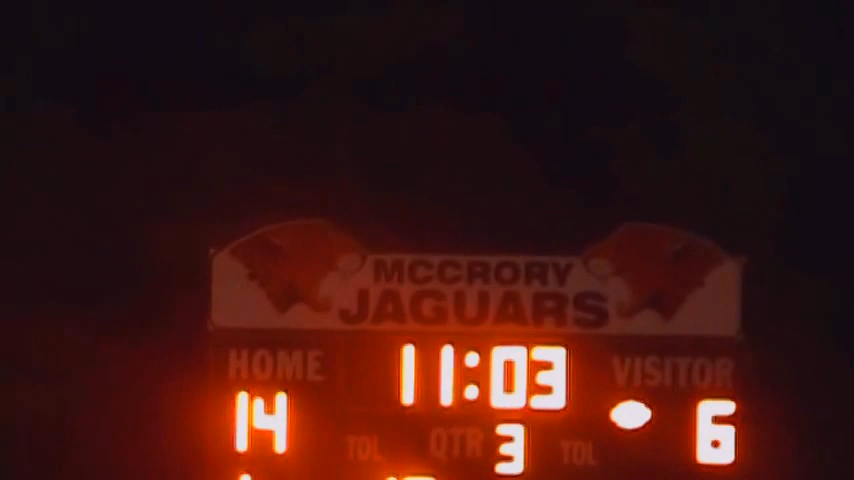 MCCRORY
JAGUARS
HOME 11:03 VISITOR
14 6
TOL QTR 3 TOL